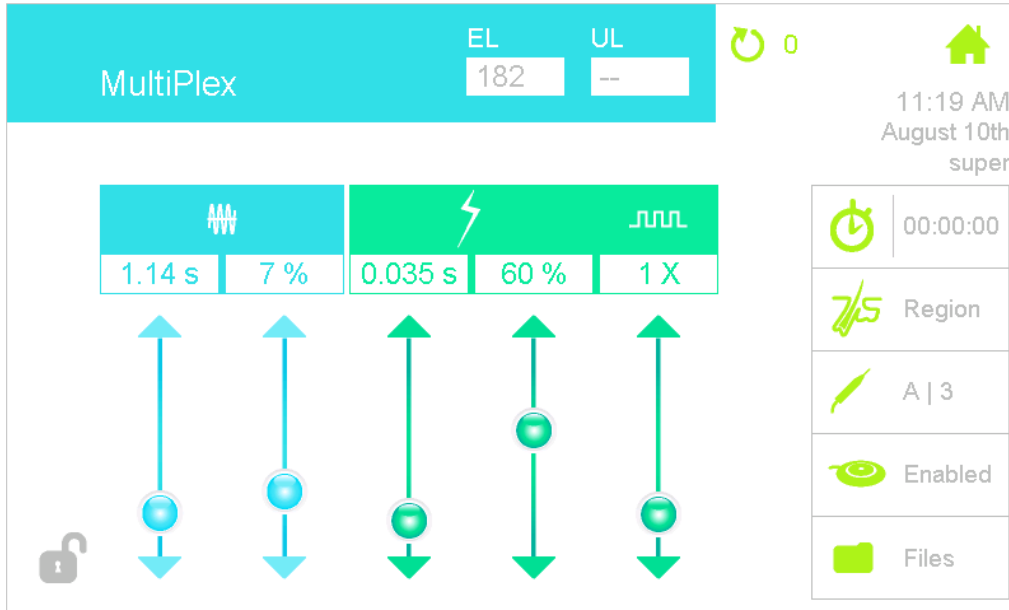 EL UL
0
MultiPlex 182 --
11:19 AM
August 10th
super
1.14 s 7 % 0.035 s 60 % 1 X
00:00:00
Region
A | 3
Enabled
Files